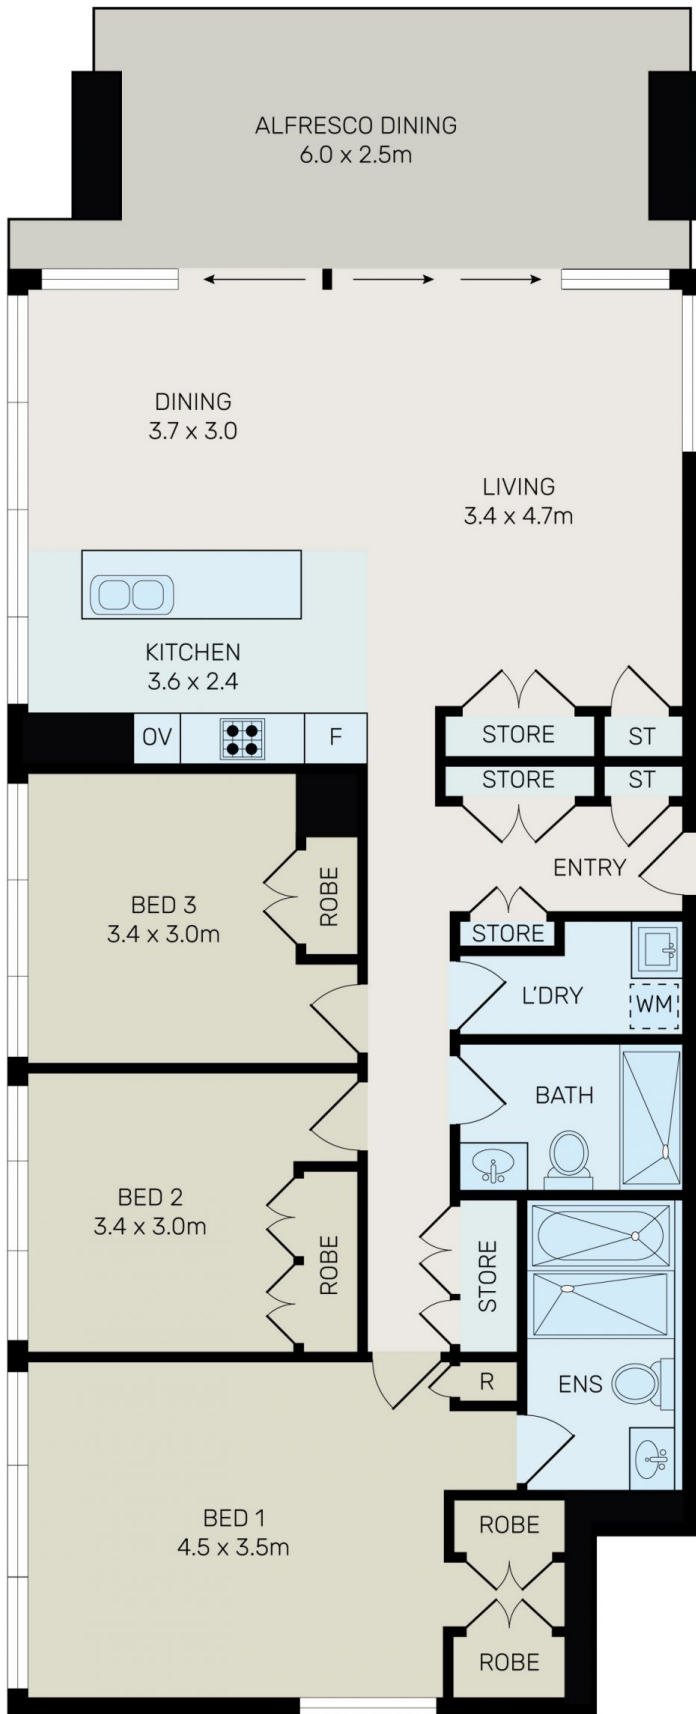 ALFRESCO DINING
6.0 x 2.5m
DINING
3.7 x 3.0
LIVING
3.4 x 4.7m
KITCHEN
3.6 x 2.4
OV
F
STORE
ST
STORE
ST
ENTRY
BED 3
3.4 x 3.0m
ROBE
STORE
L'DRY
WM
BATH
BED 2
3.4 x 3.0m
ROBE
STORE
R
ENS
BED 1
4.5 x 3.5m
ROBE
ROBE